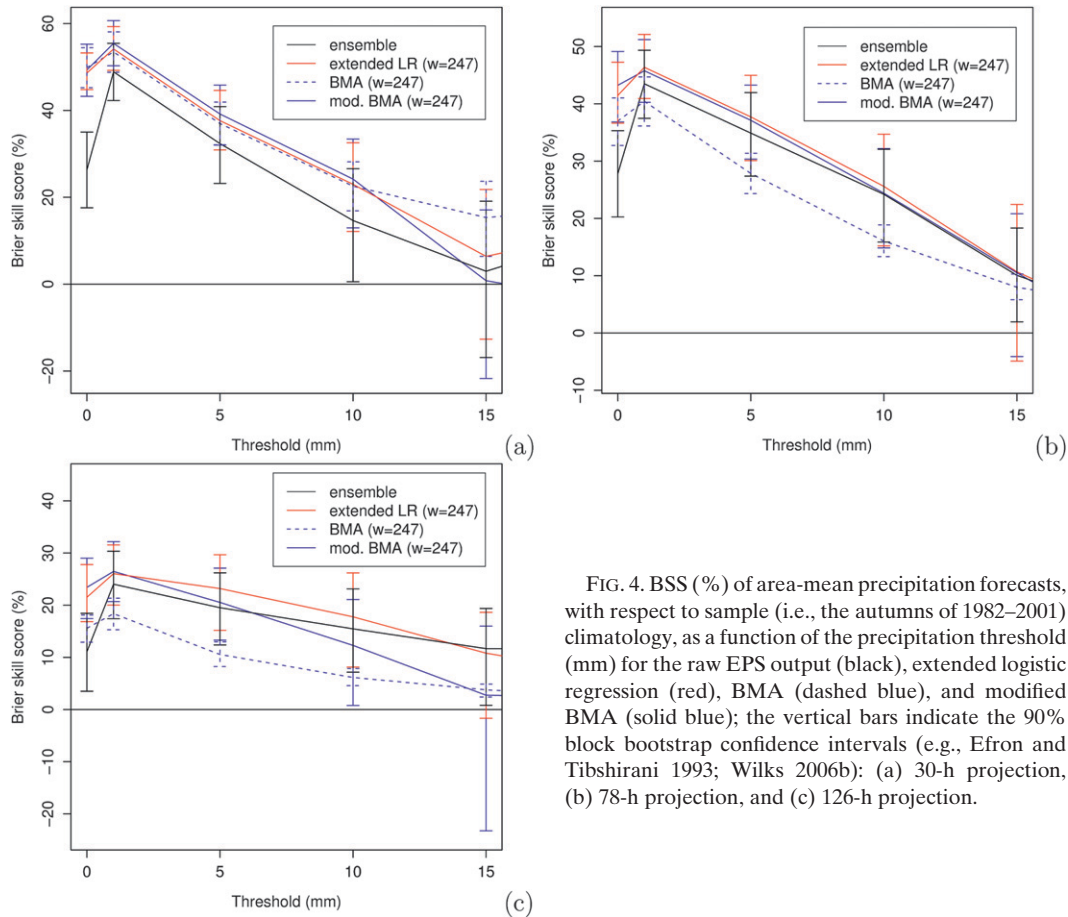 Brier skill score (%)
60
40
20
0
−20
ensemble
extended LR (w=247)
BMA (w=247)
mod. BMA (w=247)
0
5
10
15
Threshold (mm)
(a)
Brier skill score (%)
50
40
30
20
10
0
−10
ensemble
extended LR (w=247)
BMA (w=247)
mod. BMA (w=247)
0
5
10
15
Threshold (mm)
(b)
Brier skill score (%)
40
30
20
10
0
−10
−20
ensemble
extended LR (w=247)
BMA (w=247)
mod. BMA (w=247)
0
5
10
15
Threshold (mm)
(c)
FIG. 4. BSS (%) of area-mean precipitation forecasts,
with respect to sample (i.e., the autumns of 1982–2001)
climatology, as a function of the precipitation threshold
(mm) for the raw EPS output (black), extended logistic
regression (red), BMA (dashed blue), and modified
BMA (solid blue); the vertical bars indicate the 90%
block bootstrap confidence intervals (e.g., Efron and
Tibshirani 1993; Wilks 2006b): (a) 30-h projection,
(b) 78-h projection, and (c) 126-h projection.